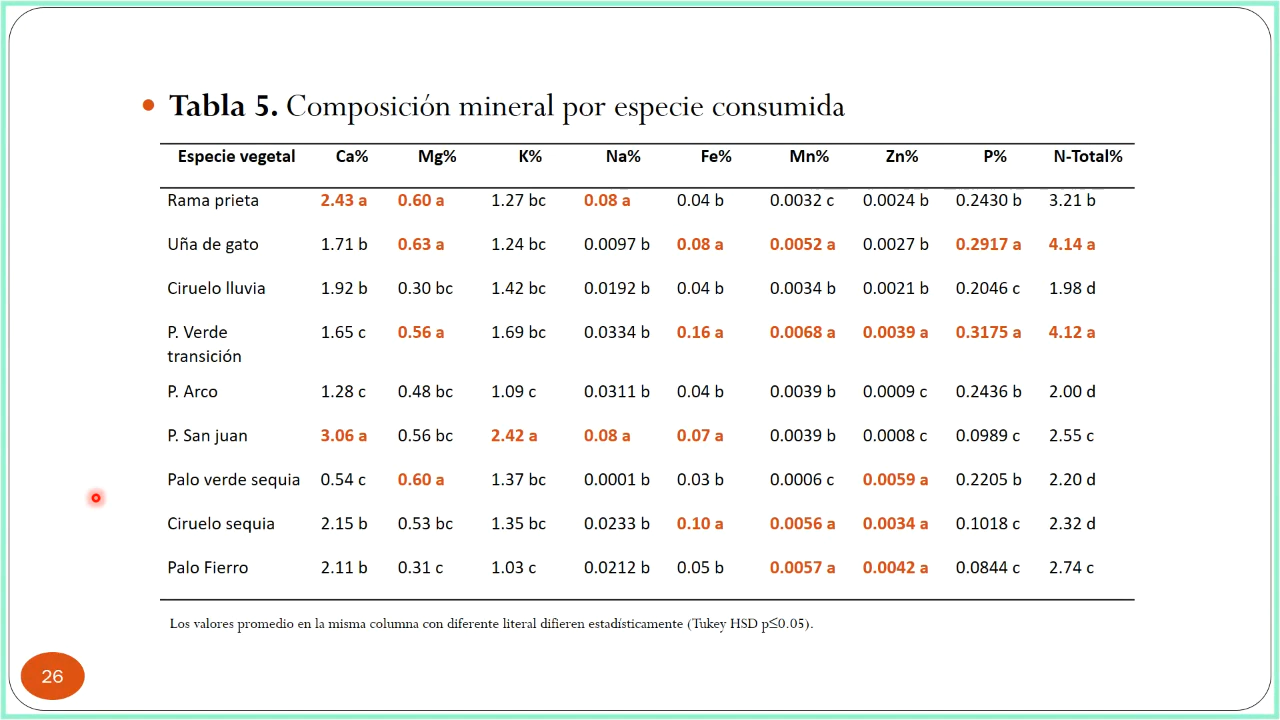 Tabla 5. Composición mineral por especie consumida
Especie vegetal Ca% Mg% K% Na% Fe% Mn% Zn% P% N-Total%
Rama prieta 2.43 a 0.60 a 1.27 bc 0.08 a 0.04 b 0.0032 c 0.0024 b 0.2430 b 3.21 b
Uña de gato 1.71 b 0.63 a 1.24 bc 0.0097 b 0.08 a 0.0052 a 0.0027 b 0.2917 a 4.14 a
Ciruelo lluvia 1.92 b 0.30 bc 1.42 bc 0.0192 b 0.04 b 0.0034 b 0.0021 b 0.2046 c 1.98 d
P. Verde 1.65 c 0.56 a 1.69 bc 0.0334 b 0.16 a 0.0068 a 0.0039 a 0.3175 a 4.12 a
transición
P. Arco 1.28 c 0.48 bc 1.09 c 0.0311 b 0.04 b 0.0039 b 0.0009 c 0.2436 b 2.00 d
P. San juan 3.06 a 0.56 bc 2.42 a 0.08 a 0.07 a 0.0039 b 0.0008 c 0.0989 c 2.55 c
Palo verde sequia 0.54 c 0.60 a 1.37 bc 0.0001 b 0.03 b 0.0006 c 0.0059 a 0.2205 b 2.20 d
Ciruelo sequia 2.15 b 0.53 bc 1.35 bc 0.0233 b 0.10 a 0.0056 a 0.0034 a 0.1018 c 2.32 d
Palo Fierro 2.11 b 0.31 c 1.03 c 0.0212 b 0.05 b 0.0057 a 0.0042 a 0.0844 c 2.74 c
Los valores promedio en la misma columna con diferente literal difieren estadísticamente (Tukey HSD p≤0.05).
26